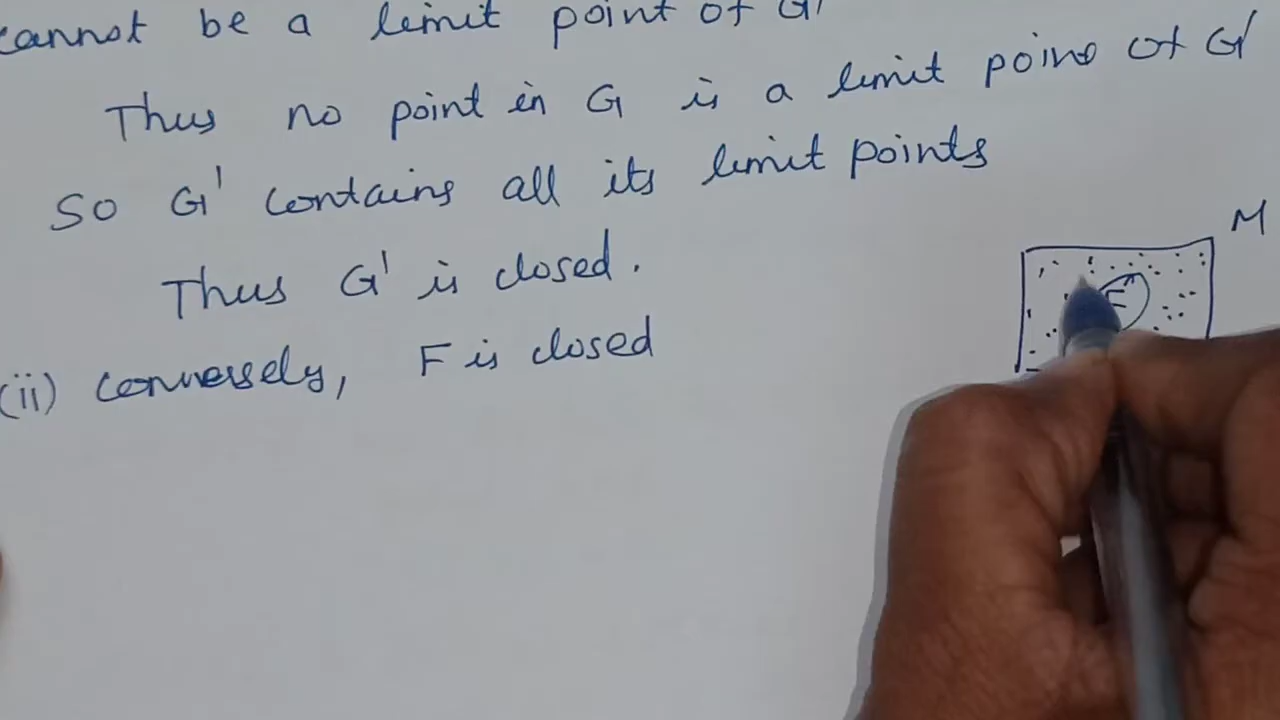 cannot be a limit point of G'
Thus no point in G is a limit point of G'
So G' contains all its limit points
Thus G' is closed.
(ii) conversely, F is closed
M
F